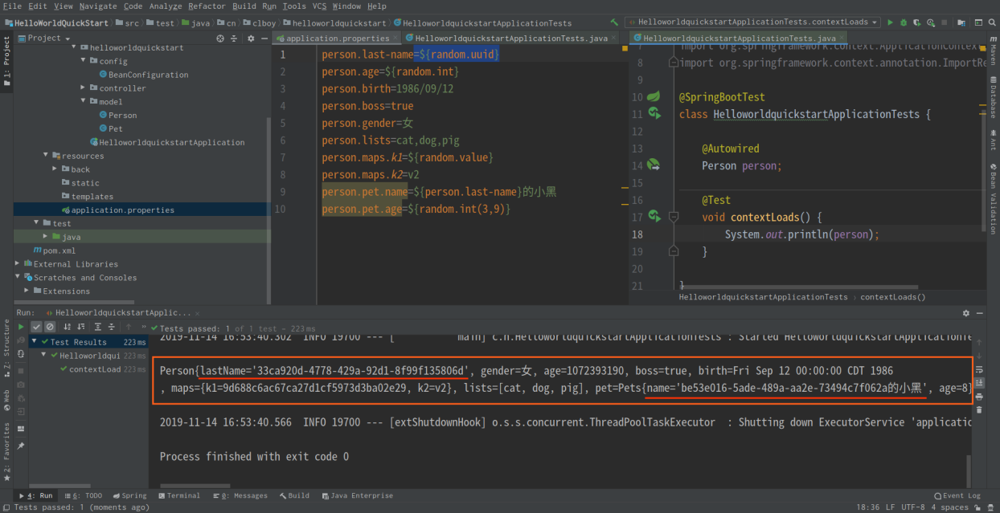 File Edit View Navigate Code Analyze Refactor Build Run Tools VCS Window Help
HelloWorldQuickStart src test java cn clboy helloworldquickstart HelloworldquickstartApplicationTests HelloworldquickstartApplicationTests.contextLoads
Project
application.properties
HelloworldquickstartApplicationTests.java
HelloworldquickstartApplicationTests.java
1: Project
helloworldquickstart
config
BeanConfiguration
controller
model
Person
Pet
HelloworldquickstartApplication
resources
back
static
templates
application.properties
test
java
pom.xml
External Libraries
Scratches and Consoles
Extensions
1 person.last-name=${random.uuid}
2 person.age=${random.int}
3 person.birth=1986/09/12
4 person.boss=true
5 person.gender=女
6 person.lists=cat,dog,pig
7 person.maps.k1=${random.value}
8 person.maps.k2=v2
9 person.pet.name=${person.last-name}的小黑
10 person.pet.age=${random.int(3,9)}
7 import org.springframework.context.ApplicationContext
8 import org.springframework.context.annotation.ImportRe
9
10 @SpringBootTest
11 class HelloworldquickstartApplicationTests {
12
13 @Autowired
14 Person person;
15
16 @Test
17 void contextLoads() {
18 System.out.println(person);
19 }
20
21 }
HelloworldquickstartApplicationTests › contextLoads()
Maven
Database
Ant
Bean Validation
Run: HelloworldquickstartApplic...
Tests passed: 1 of 1 test – 223 ms
Test Results 223 ms
Helloworldqui 223 ms
contextLoad 223 ms
2019-11-14 16:53:40.302 INFO 19700 --- [ main] c.h.HelloworldquickstartApplicationTests : Started HelloworldquickstartApplicationTe
Person{lastName='33ca920d-4778-429a-92d1-8f99f135806d', gender=女, age=1072393190, boss=true, birth=Fri Sep 12 00:00:00 CDT 1986
, maps={k1=9d688c6ac67ca27d1cf5973d3ba02e29, k2=v2}, lists=[cat, dog, pig], pet=Pets{name='be53e016-5ade-489a-aa2e-73494c7f062a的小黑', age=8}
2019-11-14 16:53:40.566 INFO 19700 --- [extShutdownHook] o.s.s.concurrent.ThreadPoolTaskExecutor : Shutting down ExecutorService 'applicatio
Process finished with exit code 0
Z: Structure
Web
2: Favorites
4: Run 6: TODO Spring Terminal 0: Messages Build Java Enterprise Event Log
Tests passed: 1 (moments ago) 18:36 LF UTF-8 4 spaces